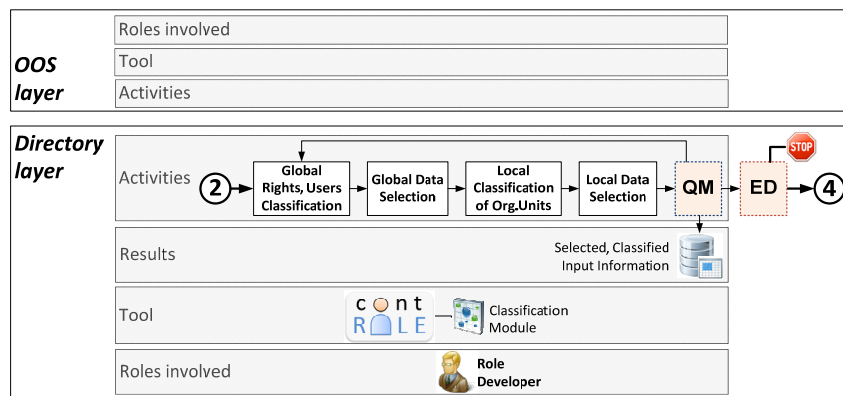 OOS
layer
Roles involved
Tool
Activities
Directory
layer
Activities
2
Global
Rights, Users
Classification
Global Data
Selection
Local
Classification
of Org.Units
Local Data
Selection
QM
ED
STOP
4
Results
Selected, Classified
Input Information
Tool
cont
ROLE
Classification
Module
Roles involved
Role
Developer